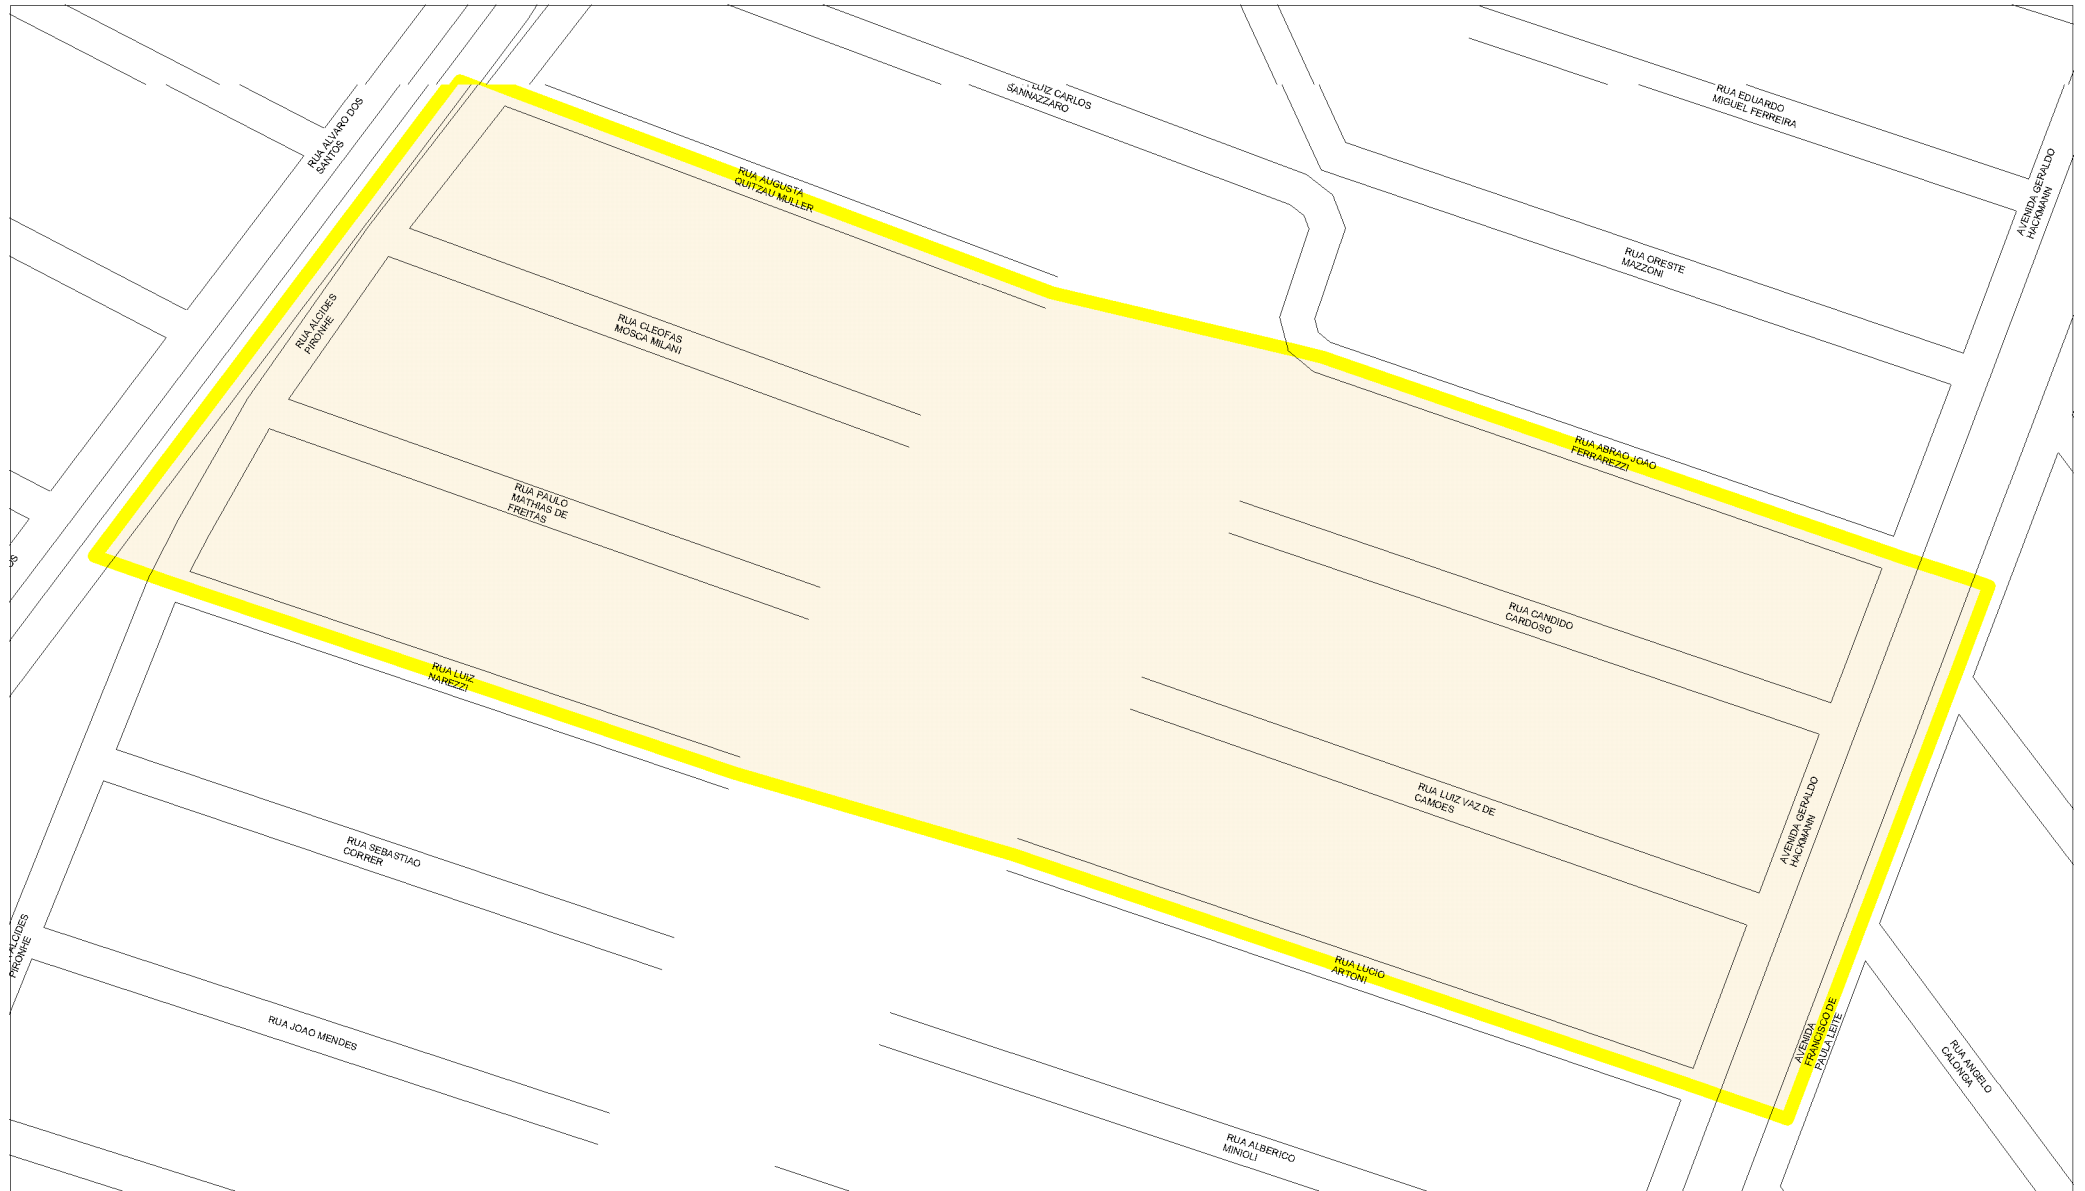 LUIZ CARLOS
SANNAZZARO
RUA EDUARDO
MIGUEL FERREIRA
RUA ALVARO DOS
SANTOS
RUA AUGUSTA
QUITZAU MULLER
AVENIDA GERALDO
HACKMANN
RUA ORESTE
MAZZONI
RUA ALCIDES
PIRONHE
RUA CLEOFAS
MOSCA MILANI
RUA ABRAO JOAO
FERRAREZZI
RUA PAULO
MATHIAS DE
FREITAS
OS
RUA CANDIDO
CARDOSO
RUA LUIZ
NAREZZI
RUA LUIZ VAZ DE
CAMOES
AVENIDA GERALDO
HACKMANN
RUA SEBASTIAO
CORRER
ALCIDES
PIRONHE
RUA LUCIO
ARTONI
RUA JOAO MENDES
AVENIDA
FRANCISCO DE
PAULA LEITE
RUA ANGELO
CALONGA
RUA ALBERICO
MINIOLI